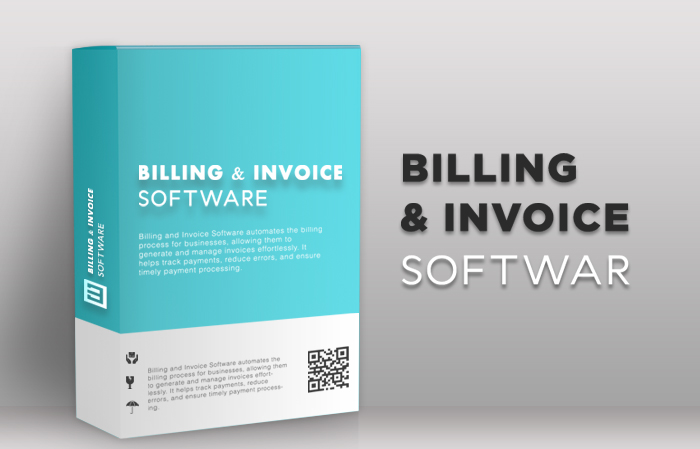 BILLING & INVOICE
SOFTWARE
BILLING & INVOICE
SOFTWARE
Billing and Invoice Software automates the billing
process for businesses, allowing them to
generate and manage invoices effortlessly. It
helps track payments, reduce errors, and ensure
timely payment processing.
Billing and Invoice Software automates the
billing process for businesses, allowing them
to generate and manage invoices effort-
lessly. It helps track payments, reduce
errors, and ensure timely payment process-
ing.
BILLING
& INVOICE
SOFTWAR